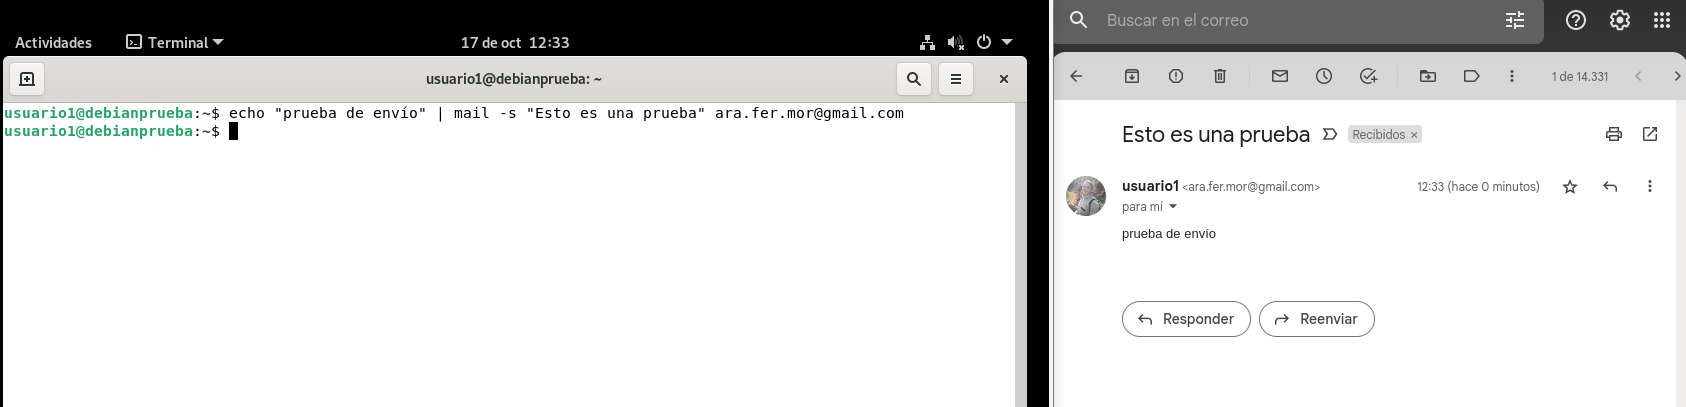 Actividades
Terminal
17 de oct 12:33
usuario1@debianprueba: ~
usuario1@debianprueba:~$ echo "prueba de envío" | mail -s "Esto es una prueba" ara.fer.mor@gmail.com
usuario1@debianprueba:~$
Buscar en el correo
1 de 14.331
Esto es una prueba
Recibidos ×
usuario1 <ara.fer.mor@gmail.com>
12:33 (hace 0 minutos)
para mí
prueba de envío
Responder
Reenviar